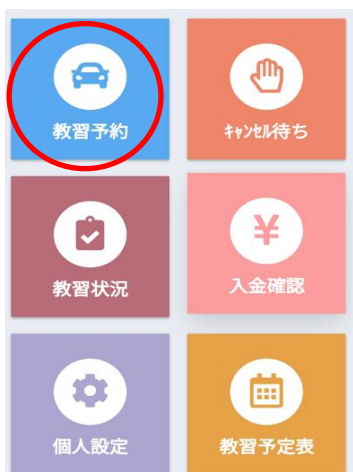 教習予約
ｷｬﾝｾﾙ待ち
教習状況
¥
入金確認
個人設定
教習予定表